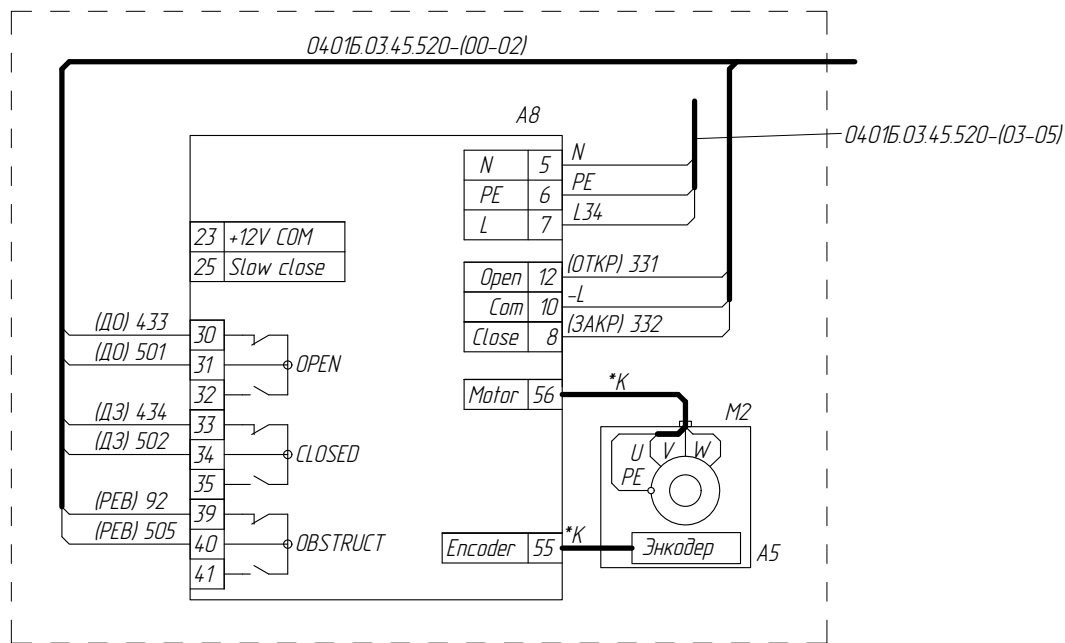 0401Б.03.45.520-(00-02)
A8
0401Б.03.45.520-(03-05)
N 5 N
PE 6 PE
L 7 L34
23 +12V COM
25 Slow close
Open 12 (ОТКР) 331
Com 10 -L
Close 8 (ЗАКР) 332
(ДО) 433 30
(ДО) 501 31 OPEN
32
(ДЗ) 434 33
(ДЗ) 502 34 CLOSED
35
(РЕВ) 92 39
(РЕВ) 505 40 OBSTRUCT
41
Motor 56 *K
M2
U V W
PE
Encoder 55 *K
Энкодер A5